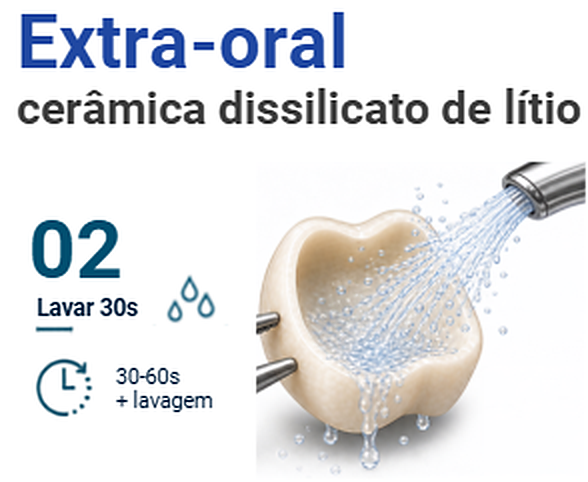 Extra-oral
cerâmica dissilicato de lítio
02
Lavar 30s
30-60s
+ lavagem